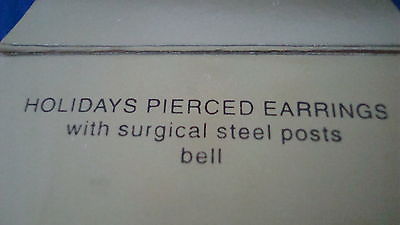 HOLIDAYS PIERCED EARRINGS
with surgical steel posts
bell